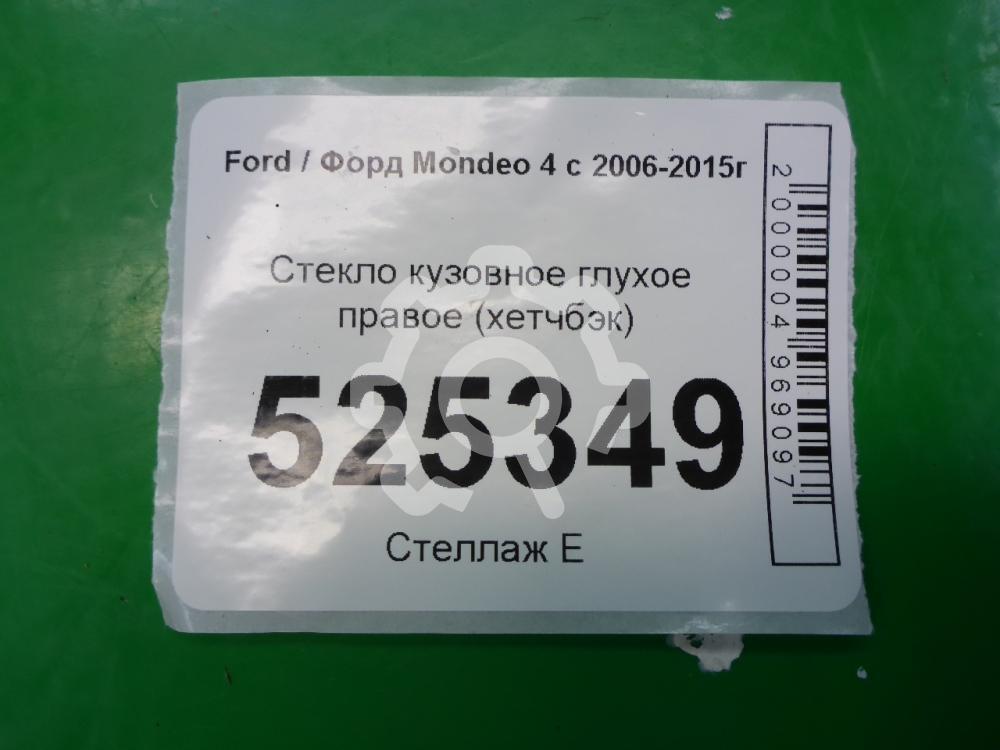 Ford / Форд Mondeo 4 с 2006-2015г
Стекло кузовное глухое
правое (хетчбэк)
525349
Стеллаж Е
2000004969097